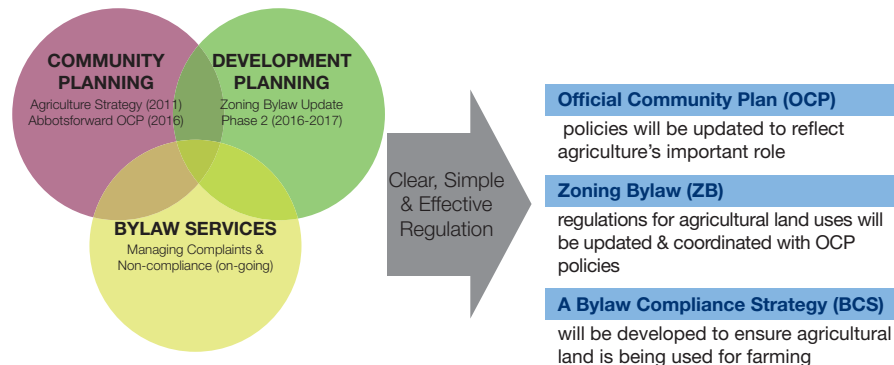 COMMUNITY
PLANNING
Agriculture Strategy (2011)
Abbotsforward OCP (2016)
DEVELOPMENT
PLANNING
Zoning Bylaw Update
Phase 2 (2016-2017)
BYLAW SERVICES
Managing Complaints &
Non-compliance (on-going)
Clear, Simple
& Effective
Regulation
Official Community Plan (OCP)
policies will be updated to reflect
agriculture's important role
Zoning Bylaw (ZB)
regulations for agricultural land uses will
be updated & coordinated with OCP
policies
A Bylaw Compliance Strategy (BCS)
will be developed to ensure agricultural
land is being used for farming